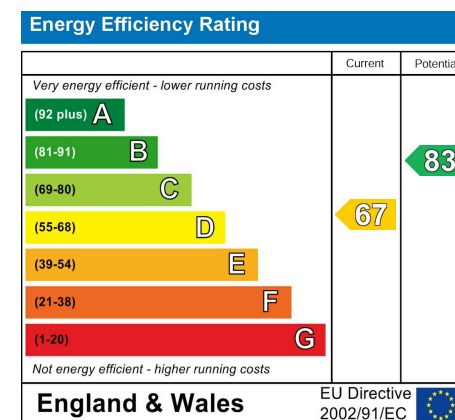 Energy Efficiency Rating
Current Potentia
Very energy efficient - lower running costs
(92 plus) A
(81-91) B
83
(69-80) C
67
(55-68) D
(39-54) E
(21-38) F
(1-20) G
Not energy efficient - higher running costs
England & Wales
EU Directive
2002/91/EC